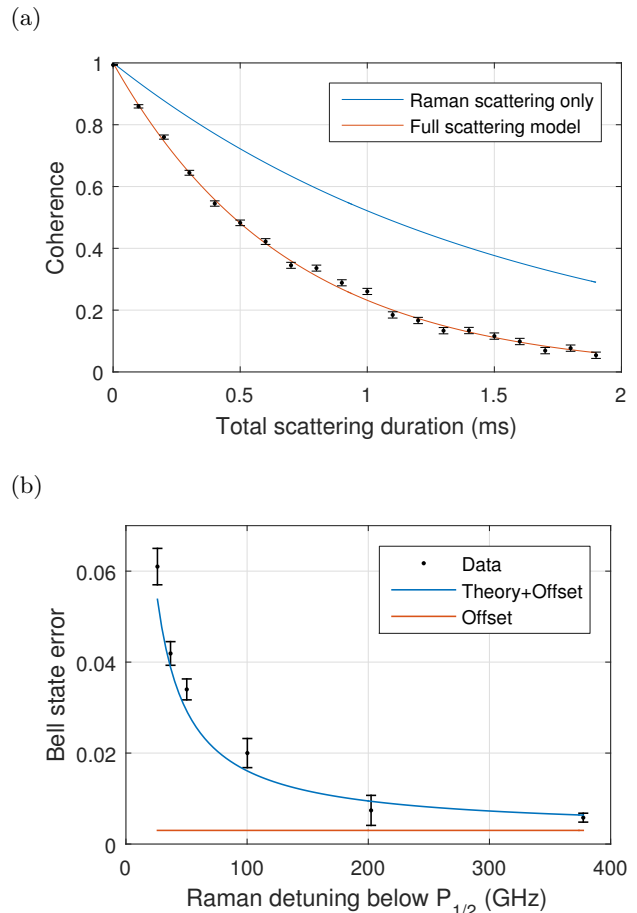 (a)
1
0.8
0.6
0.4
0.2
0
Coherence
Raman scattering only
Full scattering model
0
0.5
1
1.5
2
Total scattering duration (ms)
(b)
0.06
0.04
0.02
0
Bell state error
Data
Theory+Offset
Offset
0
100
200
300
400
Raman detuning below P1/2 (GHz)